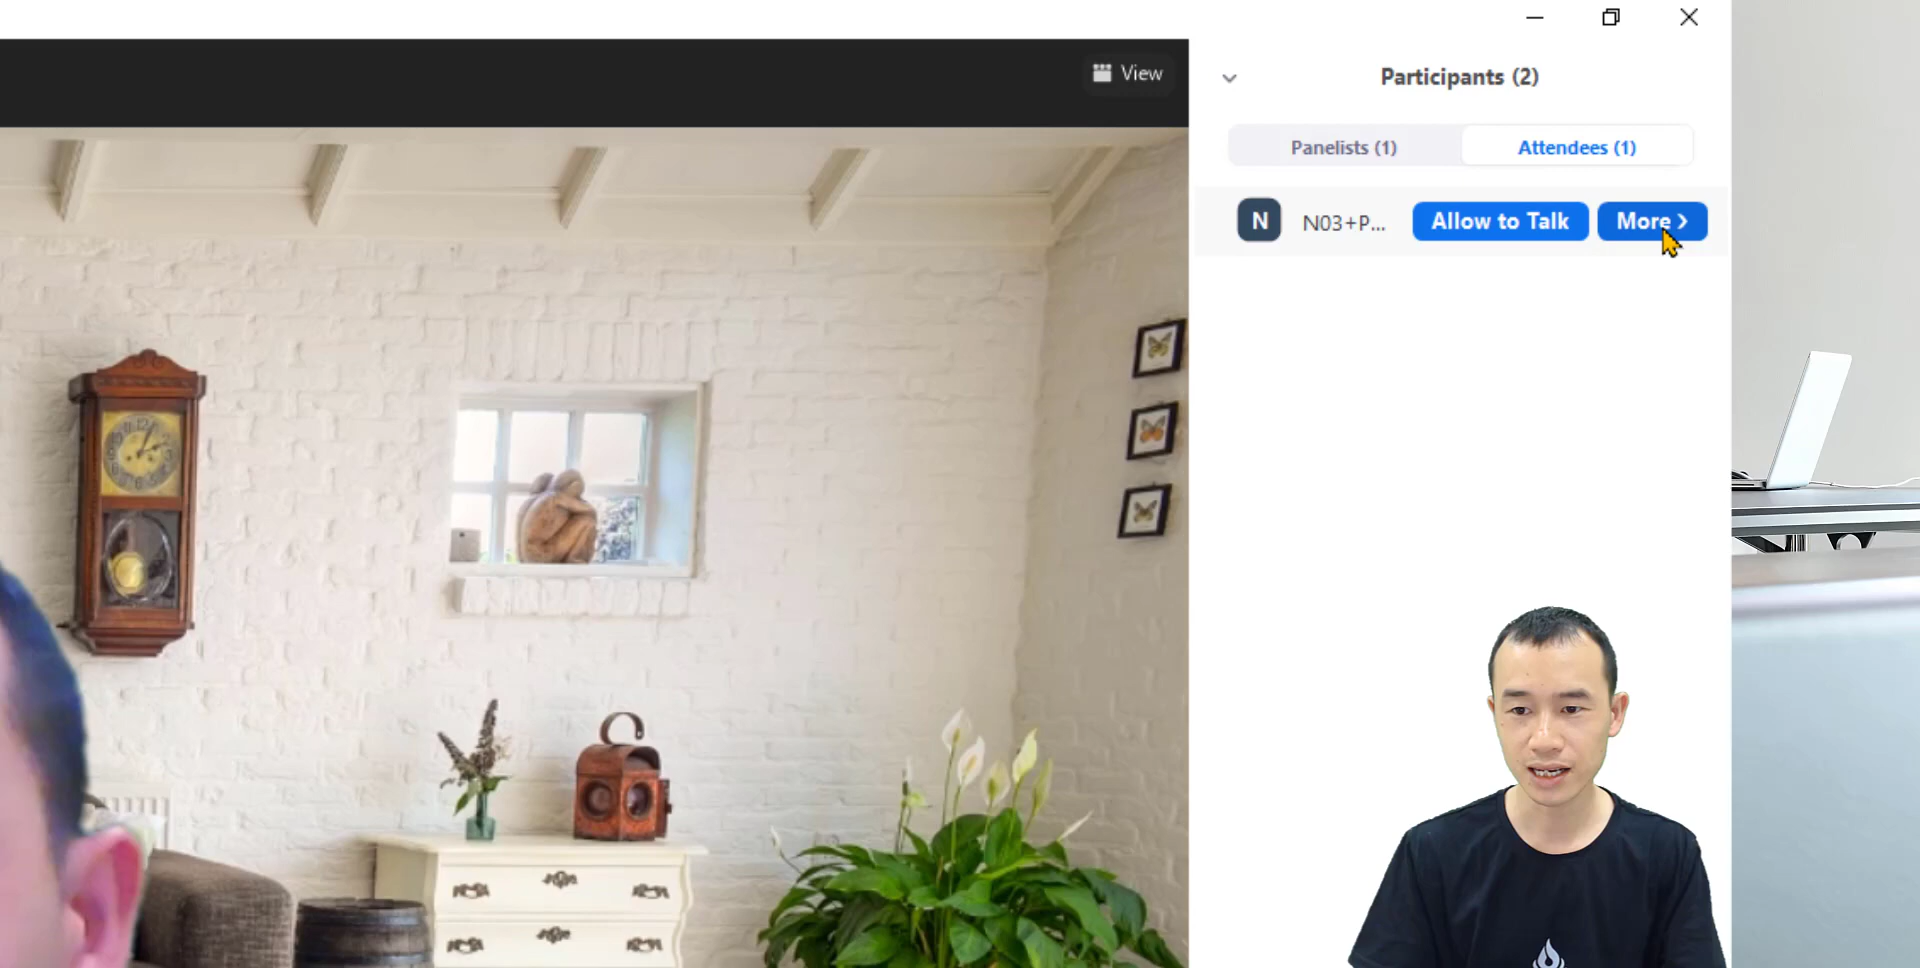 View
Participants (2)
Panelists (1)
Attendees (1)
N
N03+P...
Allow to Talk
More